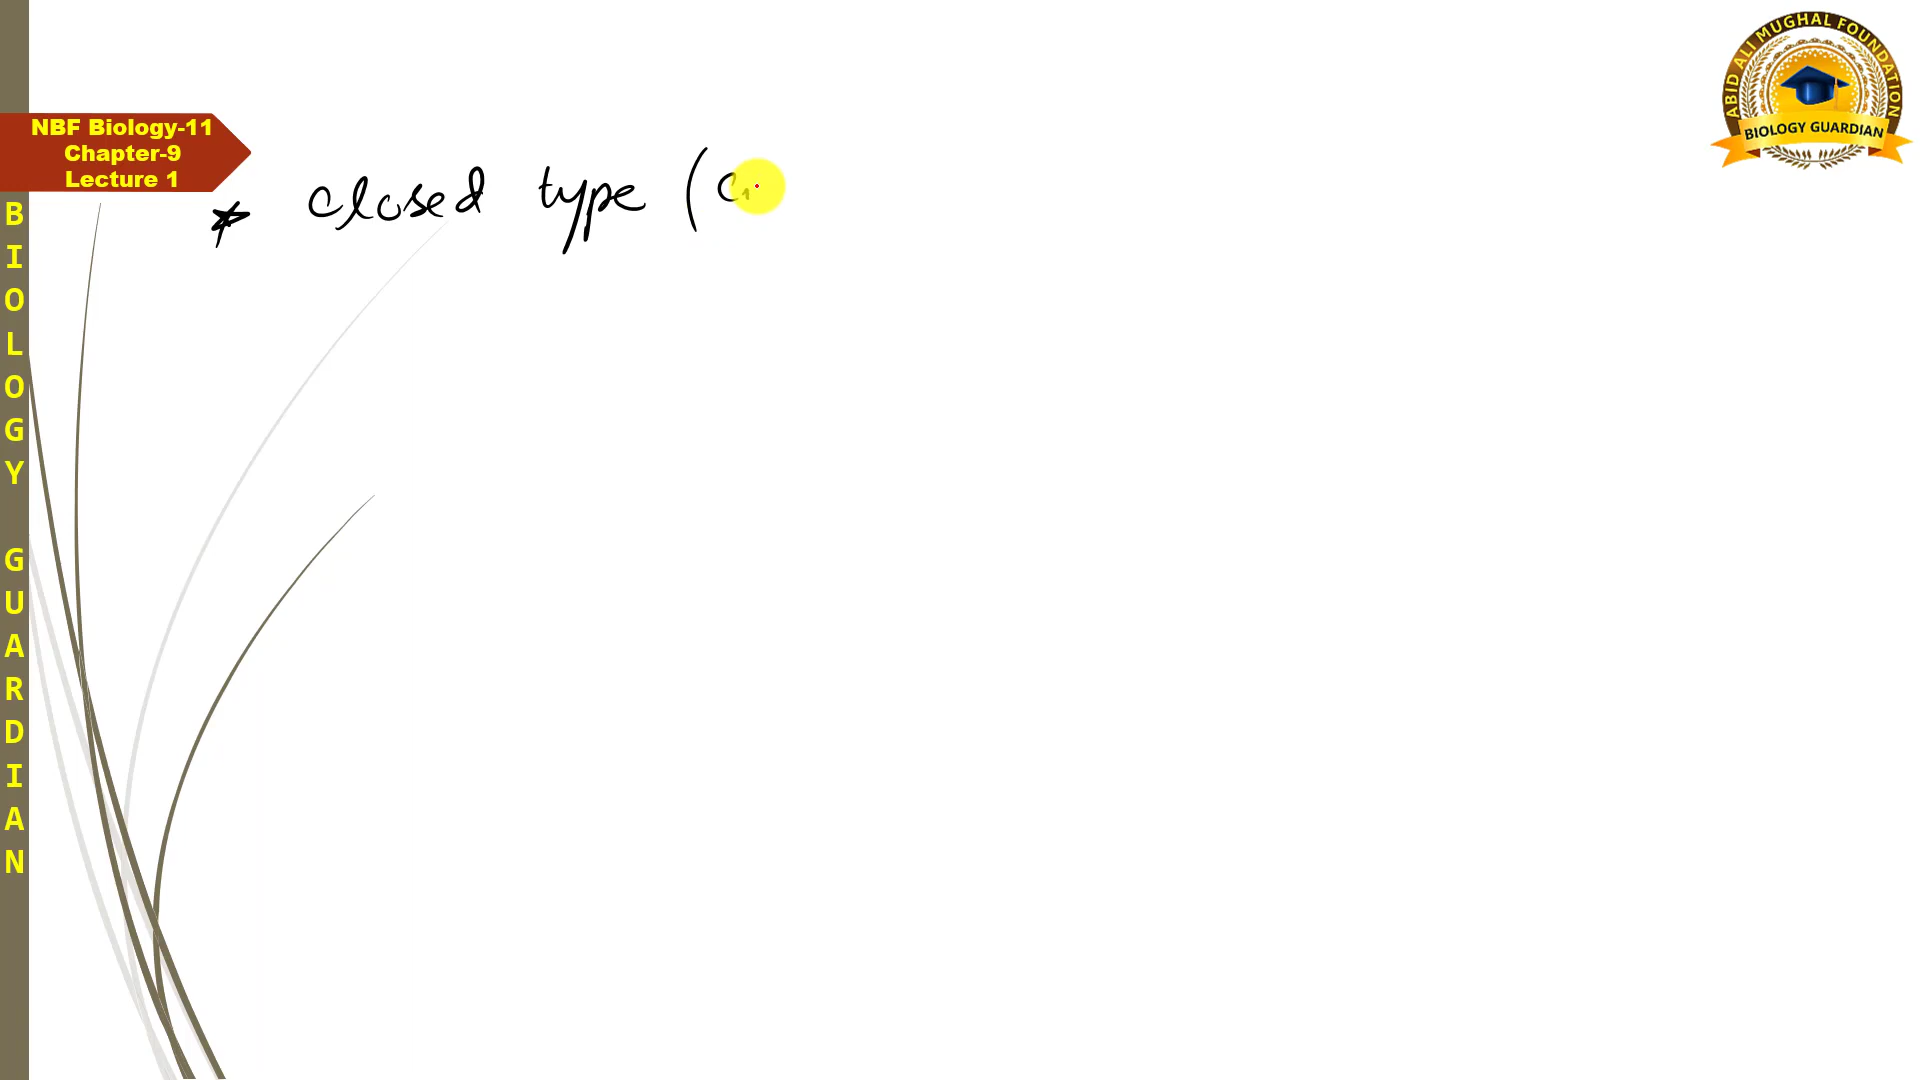 ABID ALI MUGHAL FOUNDATION
BIOLOGY GUARDIAN
NBF Biology-11
Chapter-9
Lecture 1
* closed type (
BIOLOGY GUARDIAN